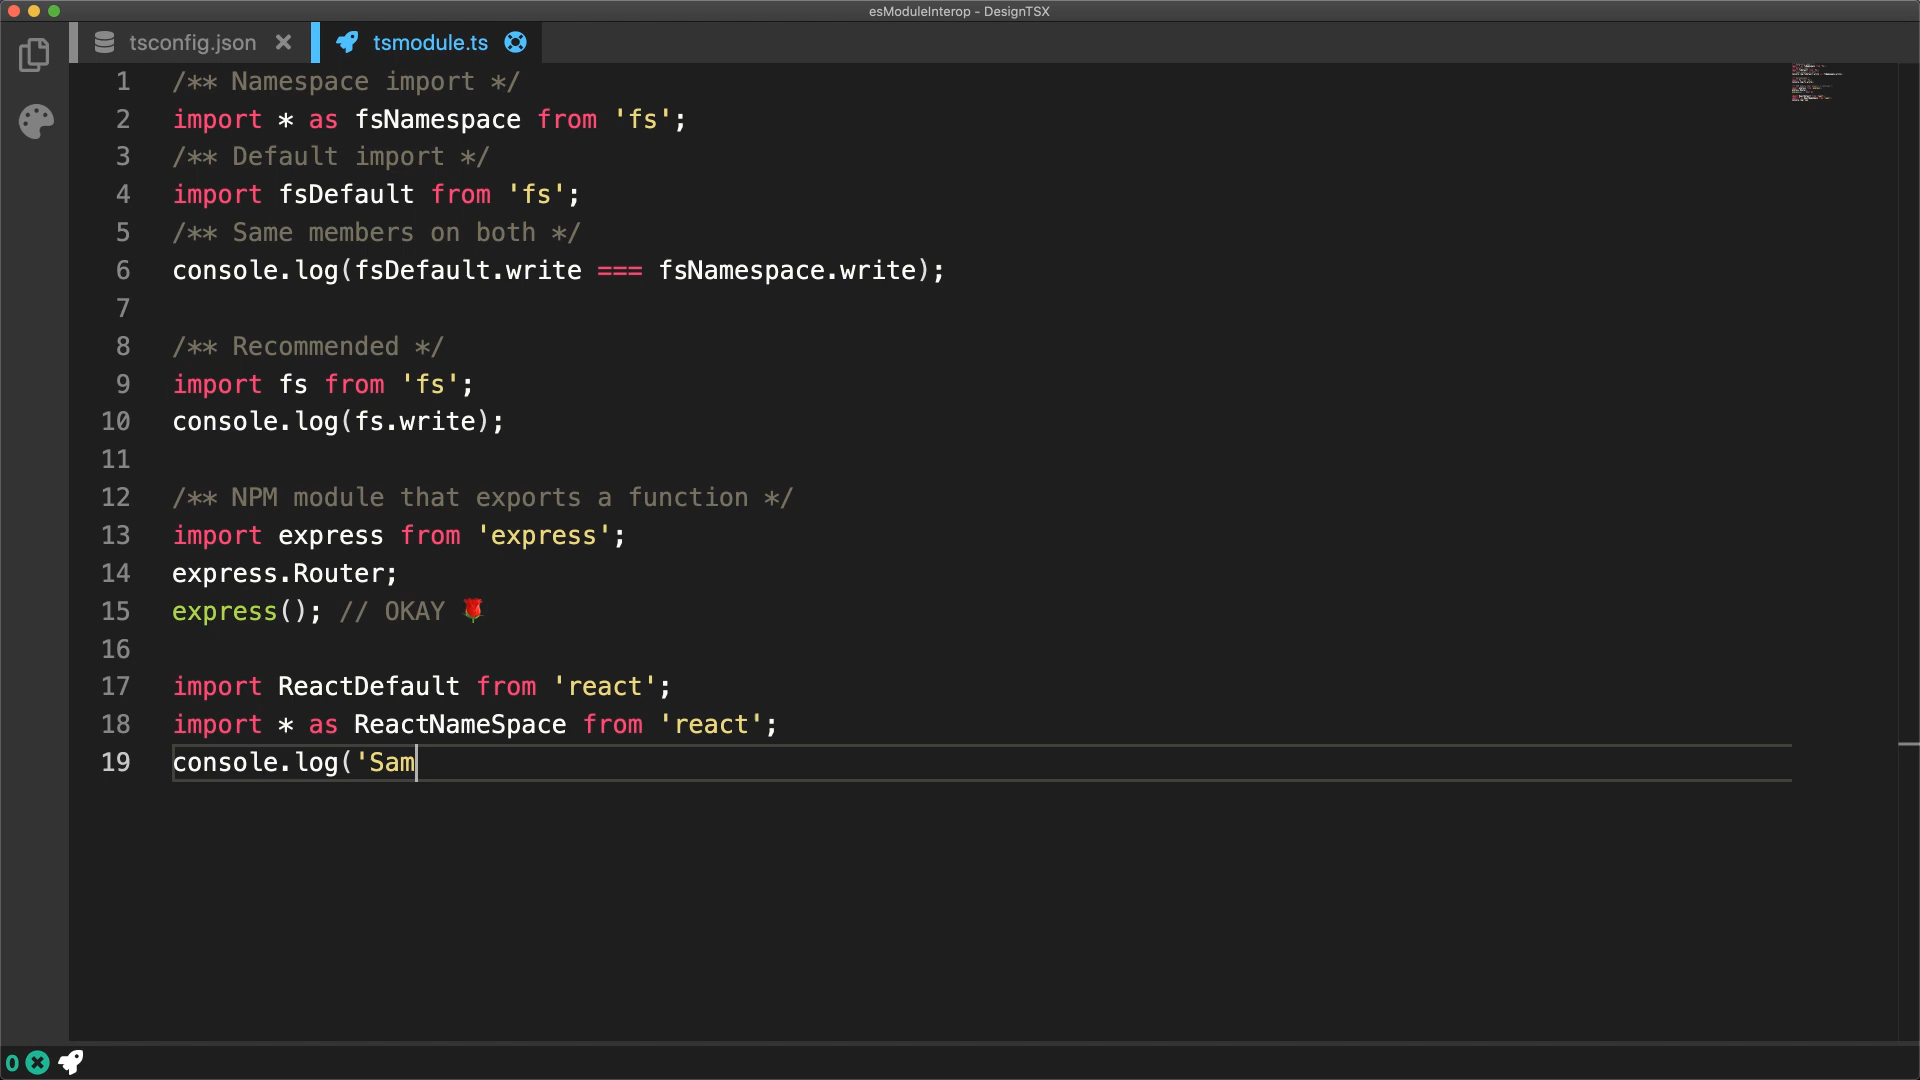 esModuleInterop - DesignTSX
tsconfig.json
tsmodule.ts
1 /** Namespace import */
2 import * as fsNamespace from 'fs';
3 /** Default import */
4 import fsDefault from 'fs';
5 /** Same members on both */
6 console.log(fsDefault.write === fsNamespace.write);
7
8 /** Recommended */
9 import fs from 'fs';
10 console.log(fs.write);
11
12 /** NPM module that exports a function */
13 import express from 'express';
14 express.Router;
15 express(); // OKAY 🌹
16
17 import ReactDefault from 'react';
18 import * as ReactNameSpace from 'react';
19 console.log('Sam
0